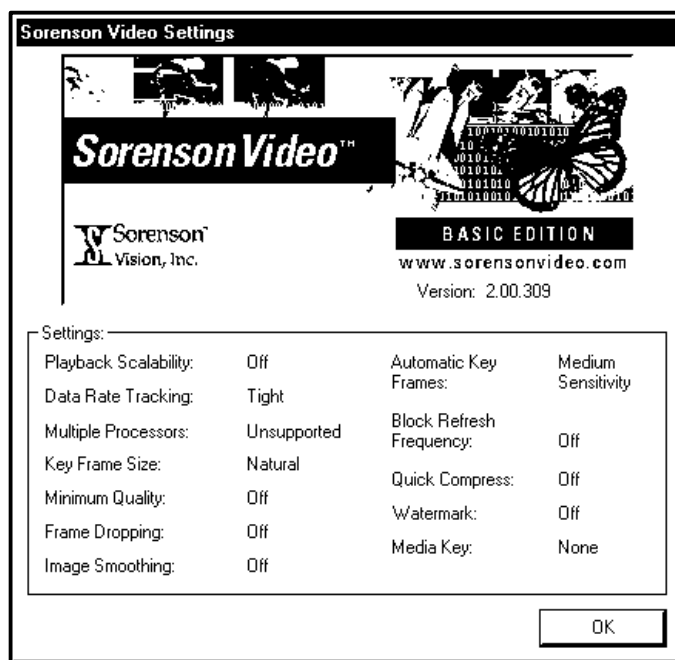 Sorenson Video Settings
Sorenson Video™
10010100101010
Sorenson™
Vision, Inc.
BASIC EDITION
www.sorensonvideo.com
Version: 2.00.309
Settings:
Playback Scalability: Off
Data Rate Tracking: Tight
Multiple Processors: Unsupported
Key Frame Size: Natural
Minimum Quality: Off
Frame Dropping: Off
Image Smoothing: Off
Automatic Key Medium
Frames: Sensitivity
Block Refresh
Frequency: Off
Quick Compress: Off
Watermark: Off
Media Key: None
OK